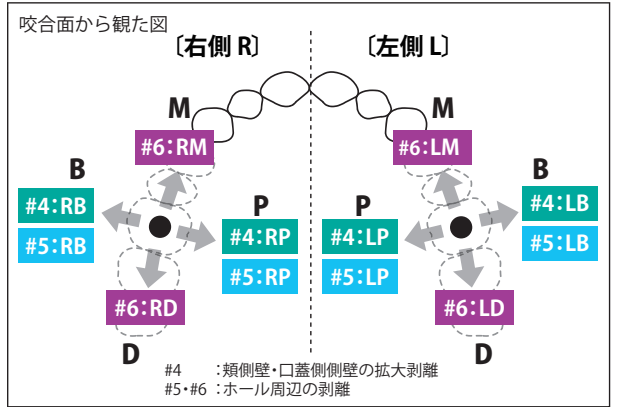 咬合面から観た図
〔右側 R〕 〔左側 L〕
M M
#6：RM #6：LM
B B
#4：RB #4：LB
#5：RB #5：LB
P P
#4：RP #4：LP
#5：RP #5：LP
#6：RD #6：LD
D D
#4 ：頬側壁・口蓋側側壁の拡大剥離
#5・#6 ：ホール周辺の剥離